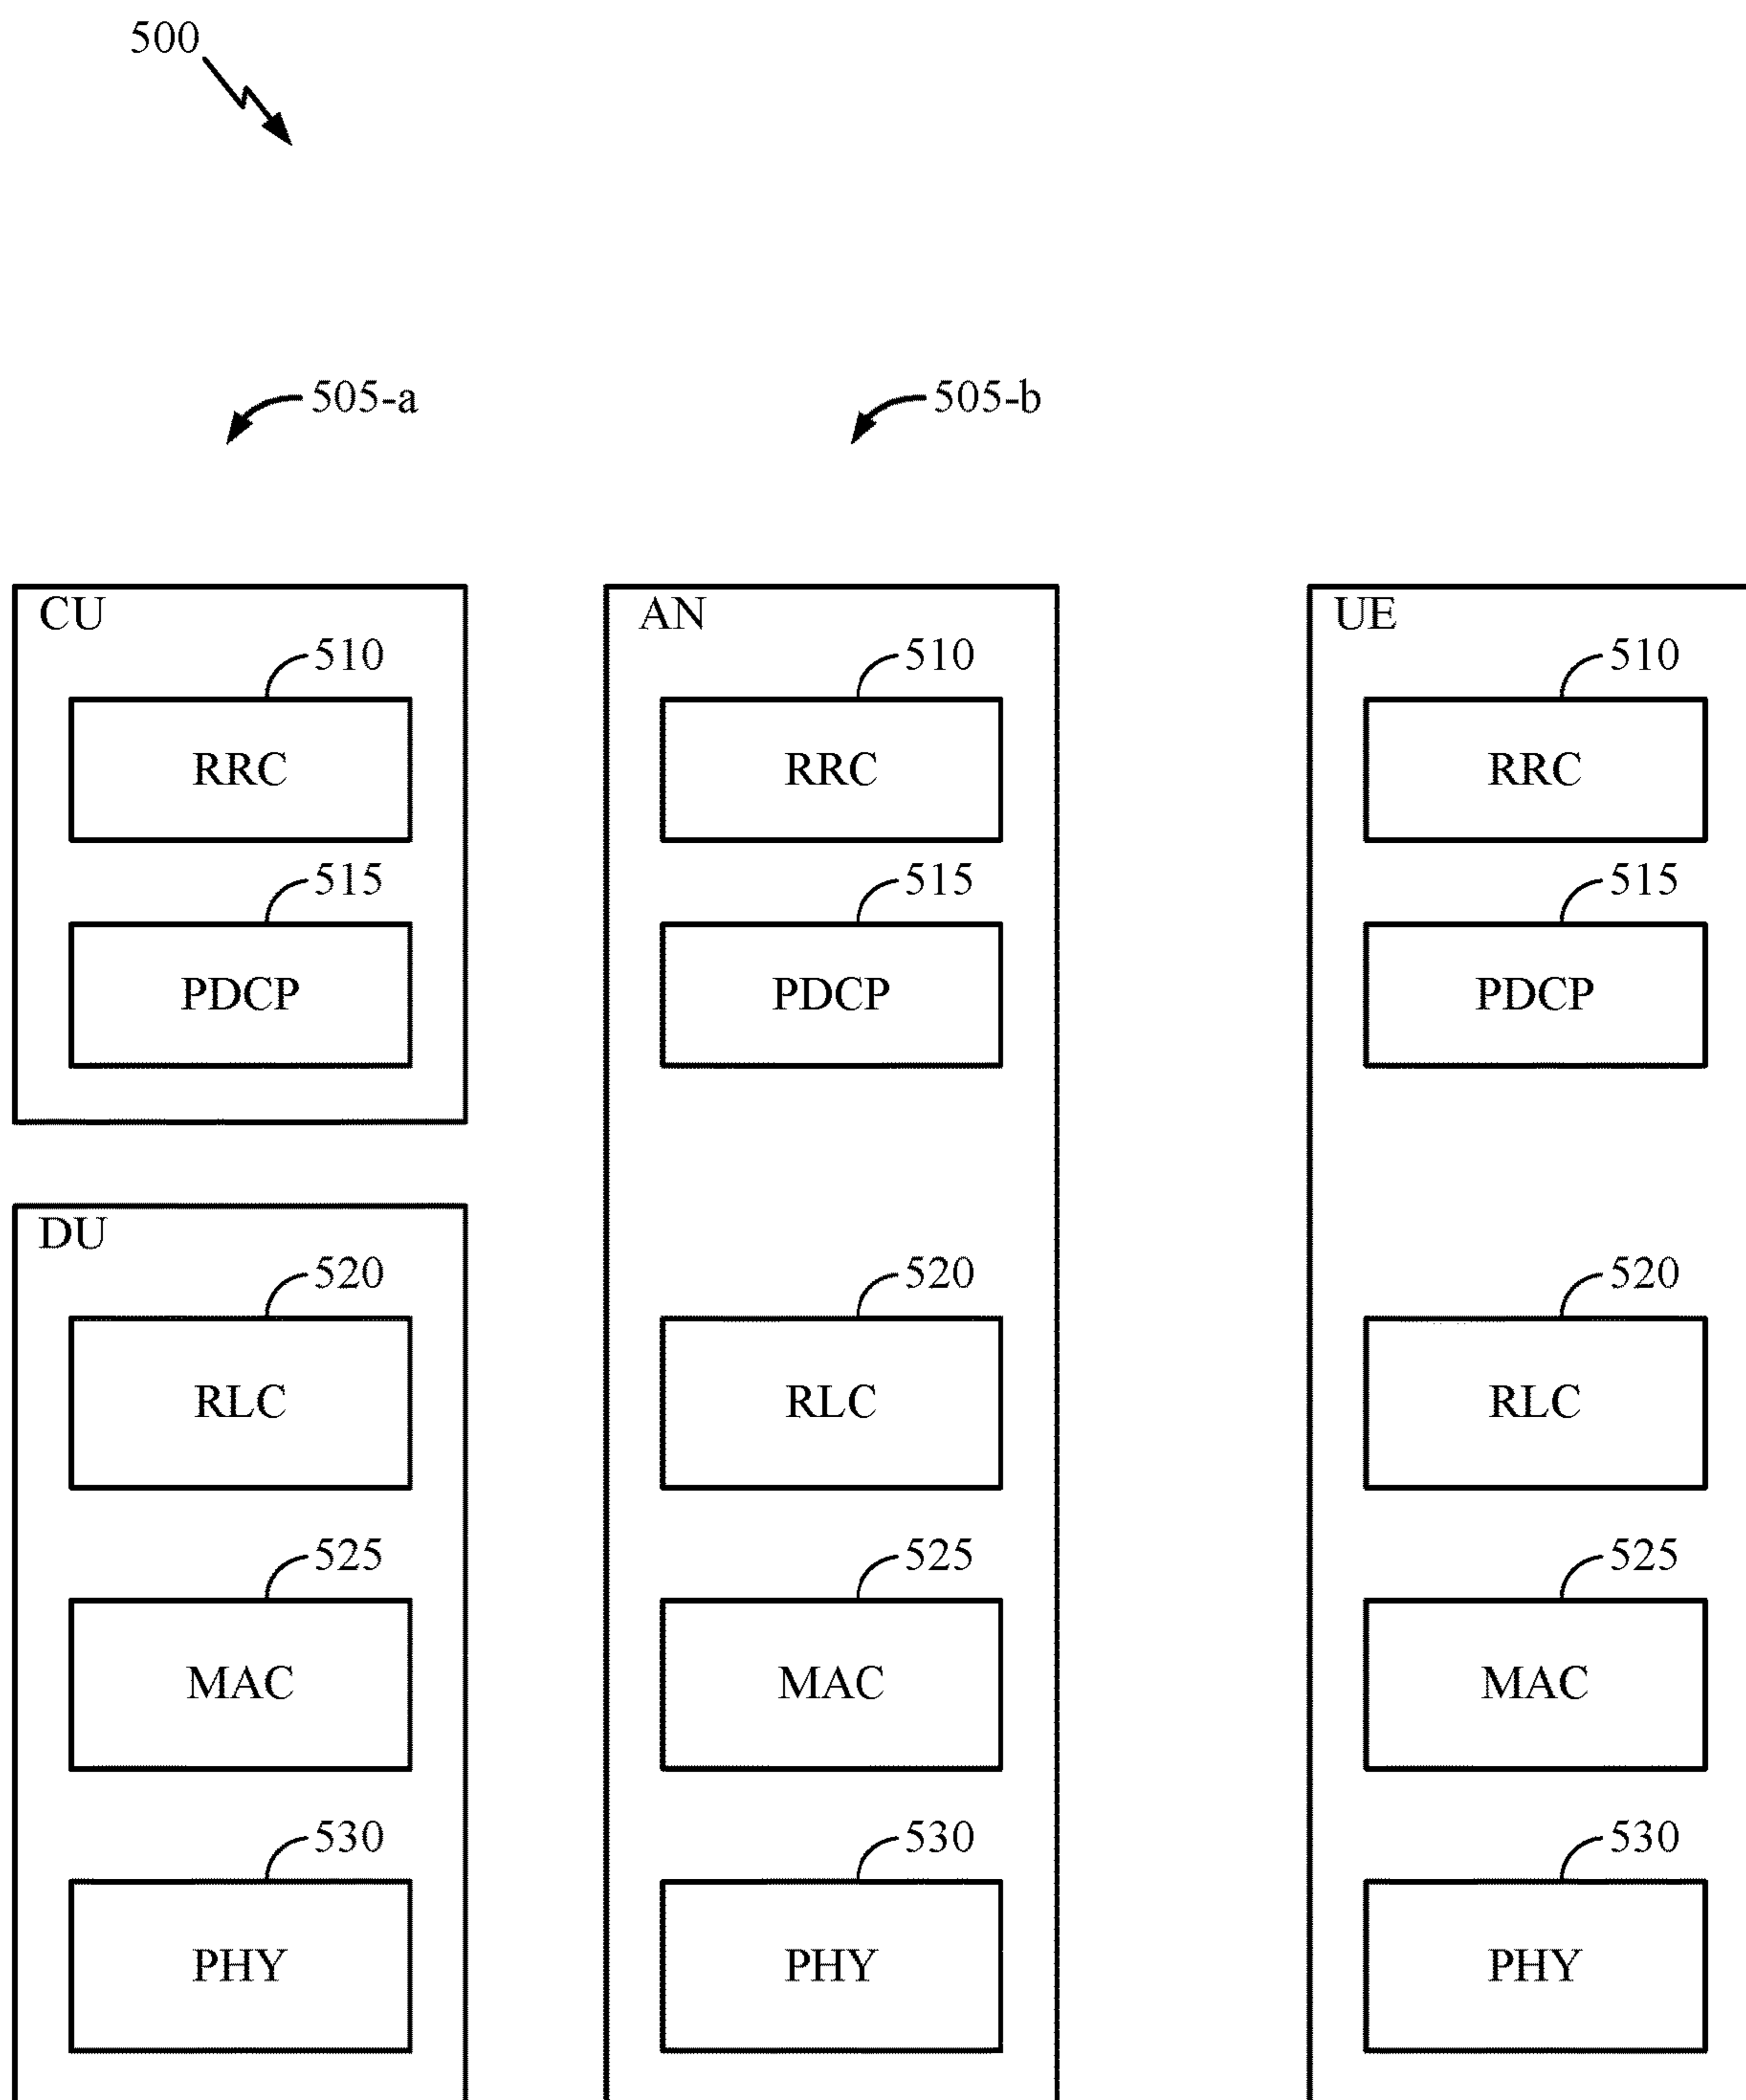 500
505-a 505-b
CU AN UE
510 510 510
RRC RRC RRC
515 515 515
PDCP PDCP PDCP
DU
520 520 520
RLC RLC RLC
525 525 525
MAC MAC MAC
530 530 530
PHY PHY PHY